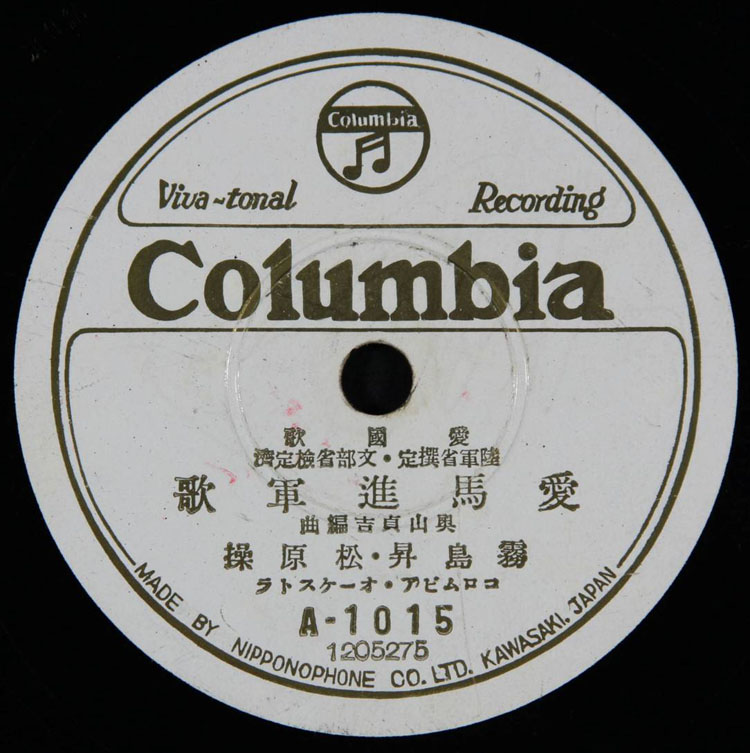 Columbia
Viva-tonal Recording
Columbia
愛國歌
陸軍省撰定・文部省檢定濟
愛馬進軍歌
奥山貞吉編曲
霧島昇・松原操
コロムビア・オーケストラ
A-1015
1205275
MADE BY NIPPONOPHONE CO. LTD. KAWASAKI, JAPAN